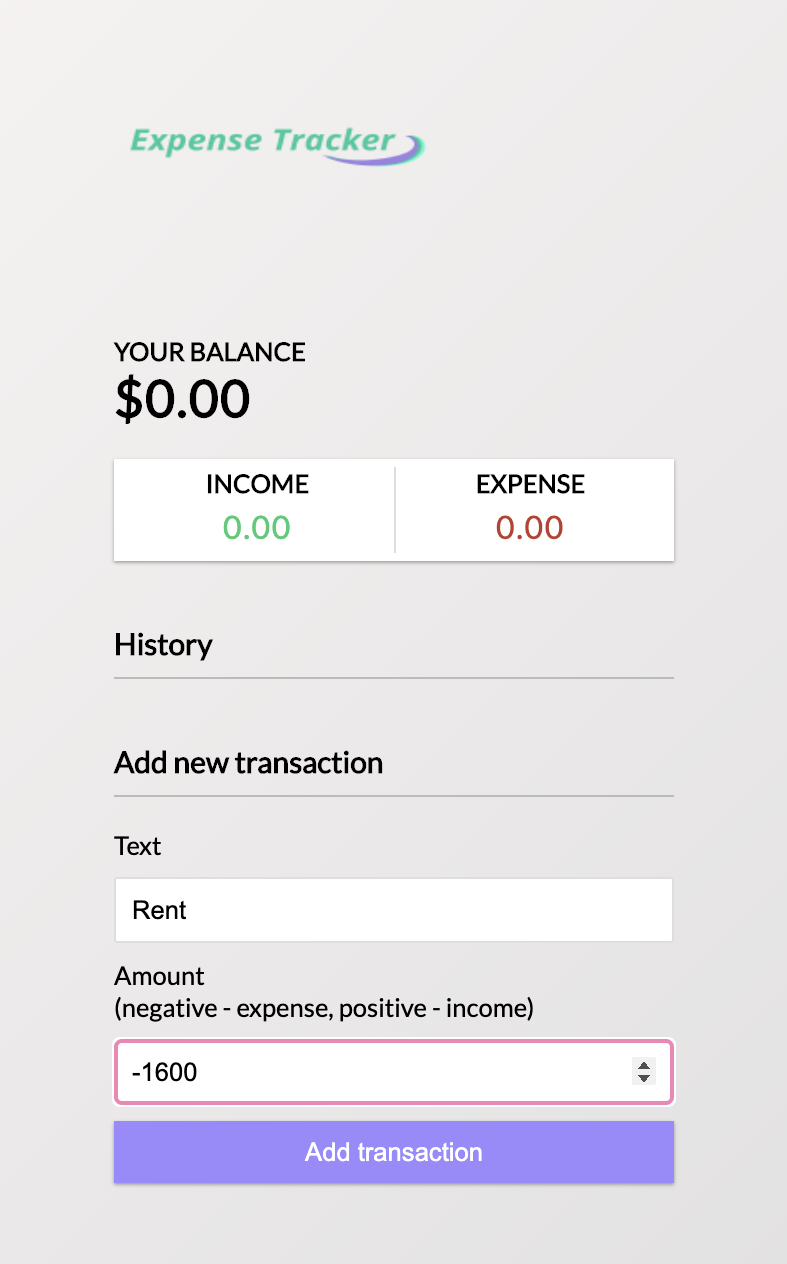 Expense Tracker
YOUR BALANCE
$0.00
INCOME
EXPENSE
0.00
0.00
History
Add new transaction
Text
Rent
Amount
(negative - expense, positive - income)
-1600
Add transaction